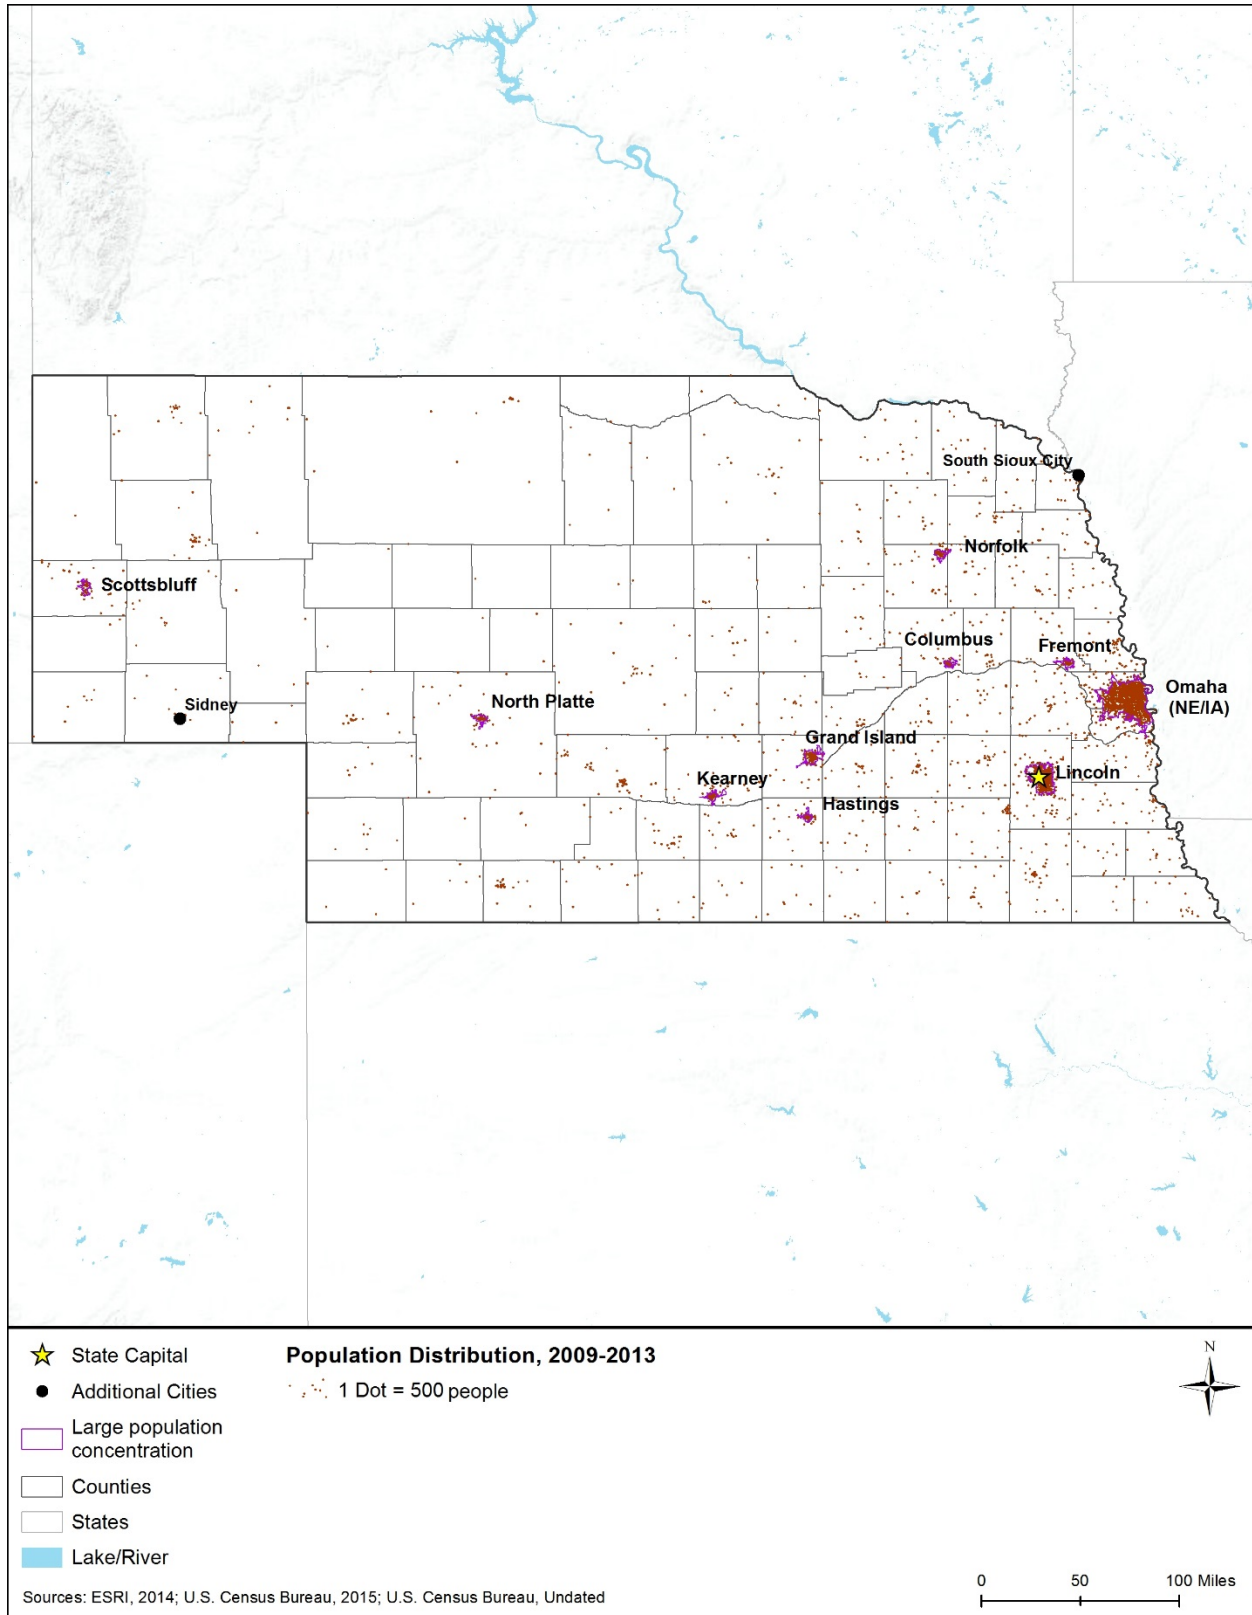 South Sioux City
Norfolk
Scottsbluff
Columbus
Fremont
Omaha
(NE/IA)
Sidney
North Platte
Grand Island
Lincoln
Kearney
Hastings
State Capital
Population Distribution, 2009-2013
Additional Cities
1 Dot = 500 people
Large population
concentration
Counties
States
Lake/River
N
Sources: ESRI, 2014; U.S. Census Bureau, 2015; U.S. Census Bureau, Undated
0 50 100 Miles